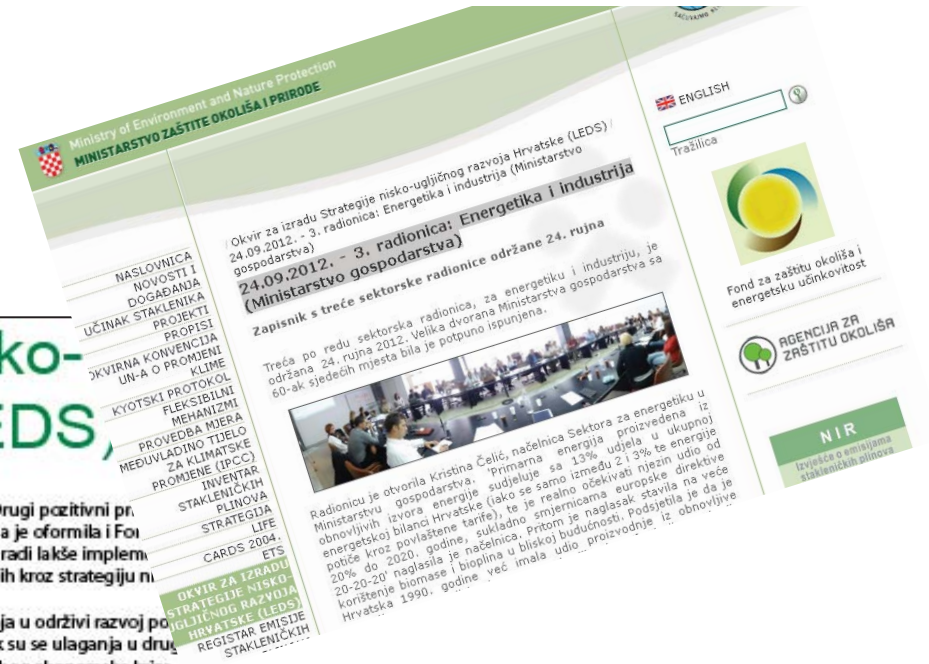 SAČUVAJMO
Ministry of Environment and Nature Protection
MINISTARSTVO ZAŠTITE OKOLIŠA I PRIRODE
NASLOVNICA
NOVOSTI I
DOGAĐANJA
UČINAK STAKLENIKA
PROJEKTI
PROPISI
OKVIRNA KONVENCIJA
UN-A O PROMJENI
KLIME
KYOTSKI PROTOKOL
FLEKSIBILNI
MEHANIZMI
PROVEDBA MJERA
MEĐUVLADINO TIJELO
ZA KLIMATSKE
PROMJENE (IPCC)
INVENTAR
STAKLENIČKIH
PLINOVA
STRATEGIJA
LIFE
CARDS 2004.
ETS
OKVIR ZA IZRADU
STRATEGIJE NISKO-
UGLJIČNOG RAZVOJA
HRVATSKE (LEDS)
REGISTAR EMISIJE
STAKLENIČKIH
/ Okvir za izradu Strategije nisko-ugljičnog razvoja Hrvatske (LEDS) /
24.09.2012. - 3. radionica: Energetika i industrija (Ministarstvo
gospodarstva)
24.09.2012. - 3. radionica: Energetika i industrija
(Ministarstvo gospodarstva)
Zapisnik s treće sektorske radionice održane 24. rujna
Treća po redu sektorska radionica, za energetiku i industriju, je
održana 24. rujna 2012. Velika dvorana Ministarstva gospodarstva sa
60-ak sjedećih mjesta bila je potpuno ispunjena.
Radionicu je otvorila Kristina Čelić, načelnica Sektora za energetiku u
Ministarstvu gospodarstva. 'Primarna energija proizvedena iz
obnovljivih izvora energije sudjeluje sa 13% udjela u ukupnoj
energetskoj bilanci Hrvatske (iako se samo između 2 i 3% te energije
potiče kroz povlaštene tarife), te je realno očekivati njezin udio od
20% do 2020. godine, sukladno smjernicama europske direktive
20-20-20' naglasila je načelnica. Pritom je naglasak stavila na veće
korištenje biomase i bioplina u bliskoj budućnosti. Podsjetila je da je
Hrvatska 1990. godine već imala udio proizvodnje iz obnovljive
ENGLISH
Tražilica
Fond za zaštitu okoliša i
energetsku učinkovitost
AGENCIJA ZA
ZAŠTITU OKOLIŠA
NIR
Izvješće o emisijama
stakleničkih plinova
ko-
EDS)
Drugi pozitivni pr
a je oformila i Fo
radi lakše implem
ih kroz strategiju ni
ja u održivi razvoj po
k su se ulaganja u drug